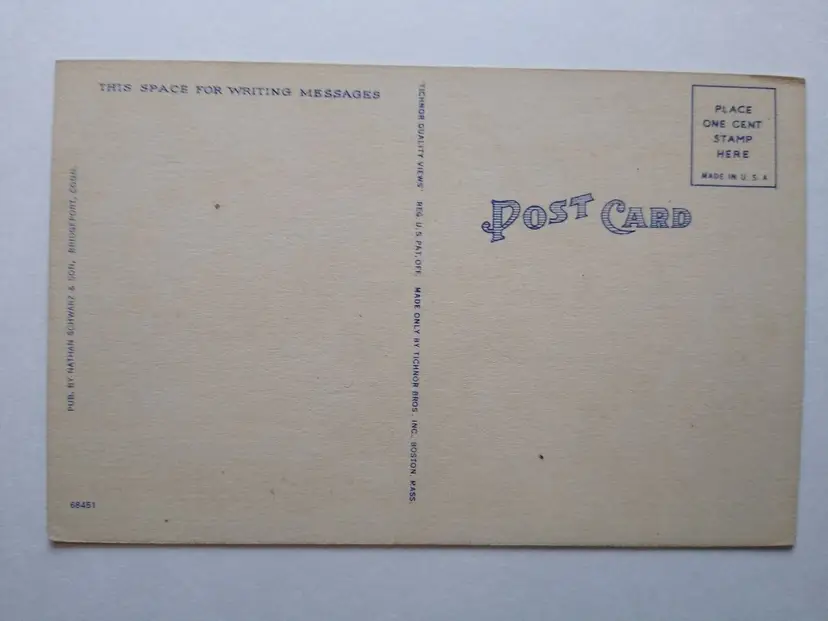 THIS SPACE FOR WRITING MESSAGES
PUB. BY NATHAN SCHWARZ & SON, BRIDGEPORT, CONN.
68451
TICHNOR QUALITY VIEWS REG. U.S. PAT. OFF. MADE ONLY BY TICHNOR BROS. INC., BOSTON, MASS.
PLACE
ONE CENT
STAMP
HERE
MADE IN U.S.A
POST CARD